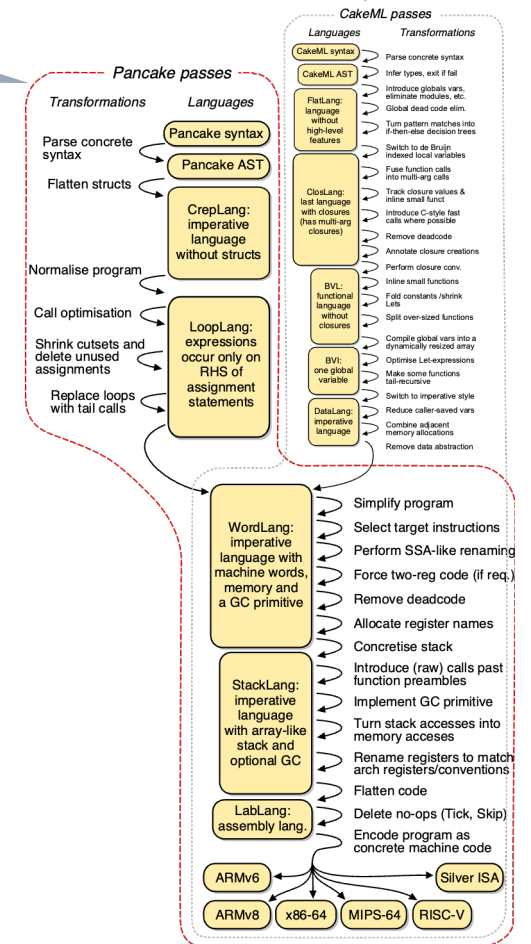 CakeML passes
Languages
Transformations
CakeML syntax
Parse concrete syntax
CakeML AST
Infer types, exit if fail
Introduce globals vars,
eliminate modules, etc.
FlatLang:
language
without
high-level
features
Global dead code elim.
Turn pattern matches into
if-then-else decision trees
Switch to de Bruijn
indexed local variables
ClosLang:
last language
with closures
(has multi-arg
closures)
Fuse function calls
into multi-arg calls
Track closure values &
inline small funct
Introduce C-style fast
calls where possible
Remove deadcode
Annotate closure creations
Perform closure conv.
BVL:
functional
language
without
closures
Inline small functions
Fold constants /shrink
Lets
Split over-sized functions
Compile global vars into a
dynamically resized array
BVI:
one global
variable
Optimise Let-expressions
Make some functions
tail-recursive
Switch to imperative style
DataLang:
imperative
language
Reduce caller-saved vars
Combine adjacent
memory allocations
Remove data abstraction
Pancake passes
Transformations
Languages
Pancake syntax
Parse concrete
syntax
Pancake AST
Flatten structs
CrepLang:
imperative
language
without structs
Normalise program
Call optimisation
LoopLang:
expressions
occur only on
RHS of
assignment
statements
Shrink cutsets and
delete unused
assignments
Replace loops
with tail calls
WordLang:
imperative
language with
machine words,
memory and
a GC primitive
Simplify program
Select target instructions
Perform SSA-like renaming
Force two-reg code (if req.)
Remove deadcode
Allocate register names
Concretise stack
StackLang:
imperative
language
with array-like
stack and
optional GC
Introduce (raw) calls past
function preambles
Implement GC primitive
Turn stack accesses into
memory acceses
Rename registers to match
arch registers/conventions
Flatten code
LabLang:
assembly lang.
Delete no-ops (Tick, Skip)
Encode program as
concrete machine code
ARMv6
Silver ISA
ARMv8
x86-64
MIPS-64
RISC-V